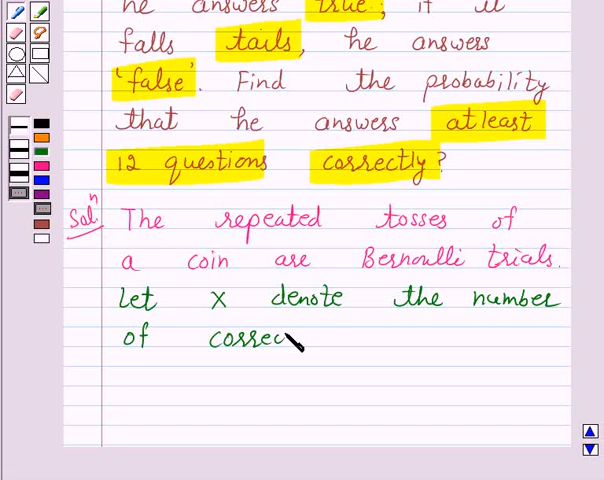 he answers 'true'; if it
falls tails, he answers
'false'. Find the probability
that he answers atleast
12 questions correctly?
Solⁿ The repeated tosses of
a coin are Bernoulli trials.
Let X denote the number
of correc